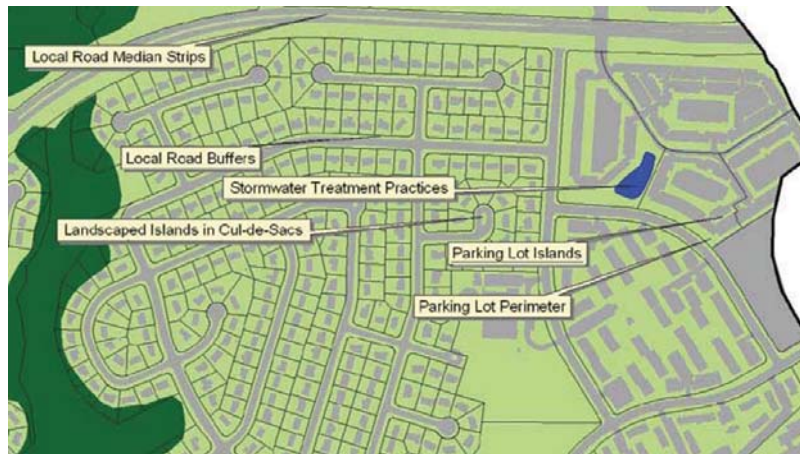 Local Road Median Strips
Local Road Buffers
Stormwater Treatment Practices
Landscaped Islands in Cul-de-Sacs
Parking Lot Islands
Parking Lot Perimeter